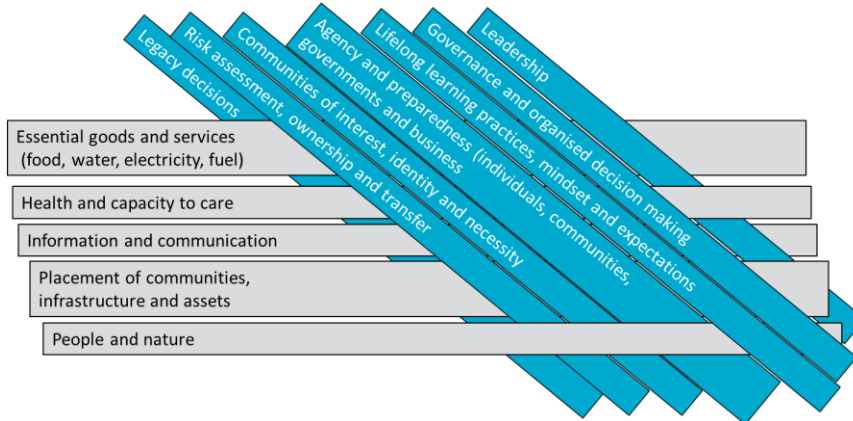 Legacy decisions
Risk assessment, ownership and transfer
Communities of interest, identity and necessity
Agency and preparedness (individuals, communities,
governments and business
Lifelong learning practices, mindset and expectations
Governance and organised decision making
Leadership
Essential goods and services
(food, water, electricity, fuel)
Health and capacity to care
Information and communication
Placement of communities,
infrastructure and assets
People and nature